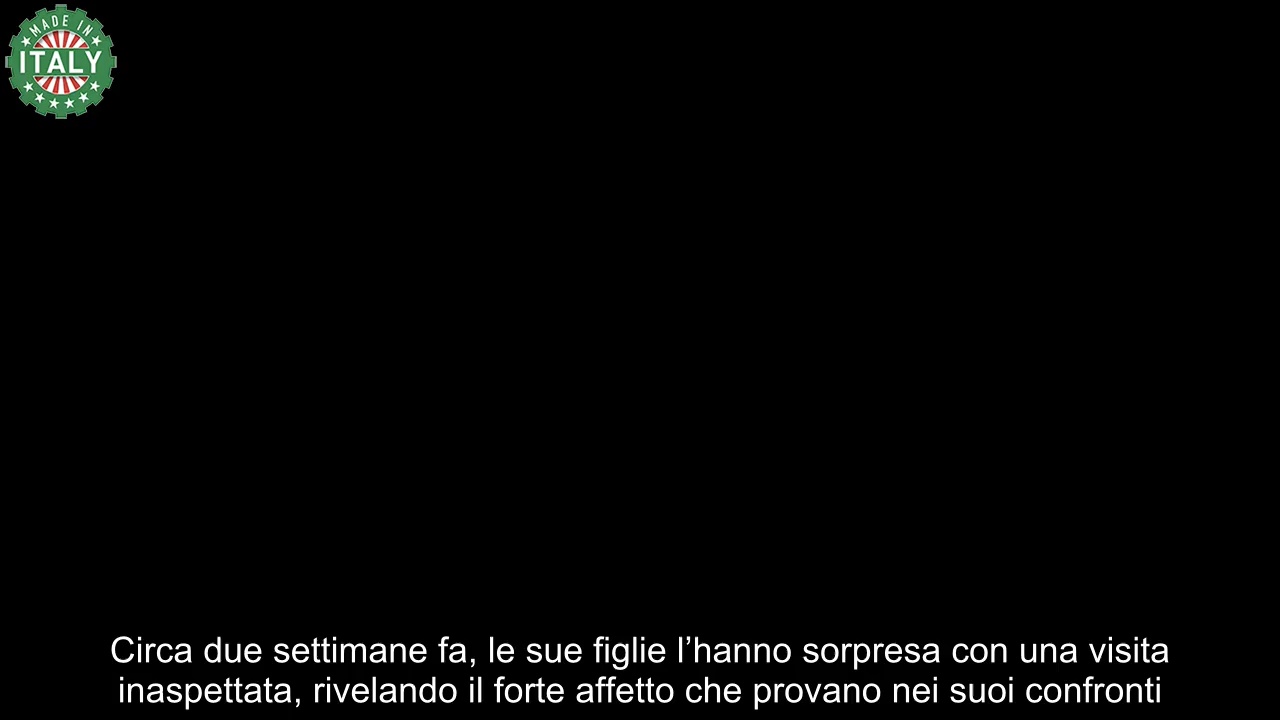 MADE IN
ITALY
Circa due settimane fa, le sue figlie l’hanno sorpresa con una visita
inaspettata, rivelando il forte affetto che provano nei suoi confronti